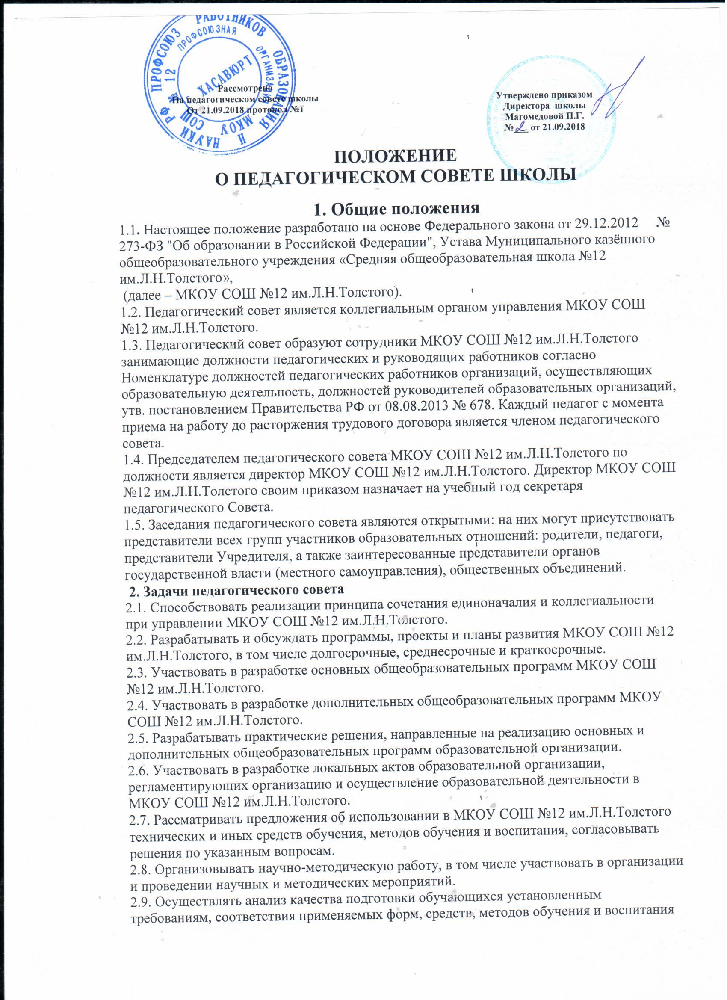 ПРОФСОЮЗ РАБОТНИКОВ ОБРАЗОВАНИЯ И НАУКИ РФ
ПРОФСОЮЗНАЯ ОРГАНИЗАЦИЯ МКОУ СОШ № 12
ХАСАВЮРТ
Рассмотрено
На педагогическом совете школы
От 21.09.2018 протокол №1
Утверждено приказом
Директора школы
Магомедовой П.Г.
№ 2 от 21.09.2018
ПОЛОЖЕНИЕ
О ПЕДАГОГИЧЕСКОМ СОВЕТЕ ШКОЛЫ
1. Общие положения
1.1. Настоящее положение разработано на основе Федерального закона от 29.12.2012 №
273-ФЗ "Об образовании в Российской Федерации", Устава Муниципального казённого
общеобразовательного учреждения «Средняя общеобразовательная школа №12
им.Л.Н.Толстого»,
(далее – МКОУ СОШ №12 им.Л.Н.Толстого).
1.2. Педагогический совет является коллегиальным органом управления МКОУ СОШ
№12 им.Л.Н.Толстого.
1.3. Педагогический совет образуют сотрудники МКОУ СОШ №12 им.Л.Н.Толстого
занимающие должности педагогических и руководящих работников согласно
Номенклатуре должностей педагогических работников организаций, осуществляющих
образовательную деятельность, должностей руководителей образовательных организаций,
утв. постановлением Правительства РФ от 08.08.2013 № 678. Каждый педагог с момента
приема на работу до расторжения трудового договора является членом педагогического
совета.
1.4. Председателем педагогического совета МКОУ СОШ №12 им.Л.Н.Толстого по
должности является директор МКОУ СОШ №12 им.Л.Н.Толстого. Директор МКОУ СОШ
№12 им.Л.Н.Толстого своим приказом назначает на учебный год секретаря
педагогического Совета.
1.5. Заседания педагогического совета являются открытыми: на них могут присутствовать
представители всех групп участников образовательных отношений: родители, педагоги,
представители Учредителя, а также заинтересованные представители органов
государственной власти (местного самоуправления), общественных объединений.
2. Задачи педагогического совета
2.1. Способствовать реализации принципа сочетания единоначалия и коллегиальности
при управлении МКОУ СОШ №12 им.Л.Н.Толстого.
2.2. Разрабатывать и обсуждать программы, проекты и планы развития МКОУ СОШ №12
им.Л.Н.Толстого, в том числе долгосрочные, среднесрочные и краткосрочные.
2.3. Участвовать в разработке основных общеобразовательных программ МКОУ СОШ
№12 им.Л.Н.Толстого.
2.4. Участвовать в разработке дополнительных общеобразовательных программ МКОУ
СОШ №12 им.Л.Н.Толстого.
2.5. Разрабатывать практические решения, направленные на реализацию основных и
дополнительных общеобразовательных программ образовательной организации.
2.6. Участвовать в разработке локальных актов образовательной организации,
регламентирующих организацию и осуществление образовательной деятельности в
МКОУ СОШ №12 им.Л.Н.Толстого.
2.7. Рассматривать предложения об использовании в МКОУ СОШ №12 им.Л.Н.Толстого
технических и иных средств обучения, методов обучения и воспитания, согласовывать
решения по указанным вопросам.
2.8. Организовывать научно-методическую работу, в том числе участвовать в организации
и проведении научных и методических мероприятий.
2.9. Осуществлять анализ качества подготовки обучающихся установленным
требованиям, соответствия применяемых форм, средств, методов обучения и воспитания